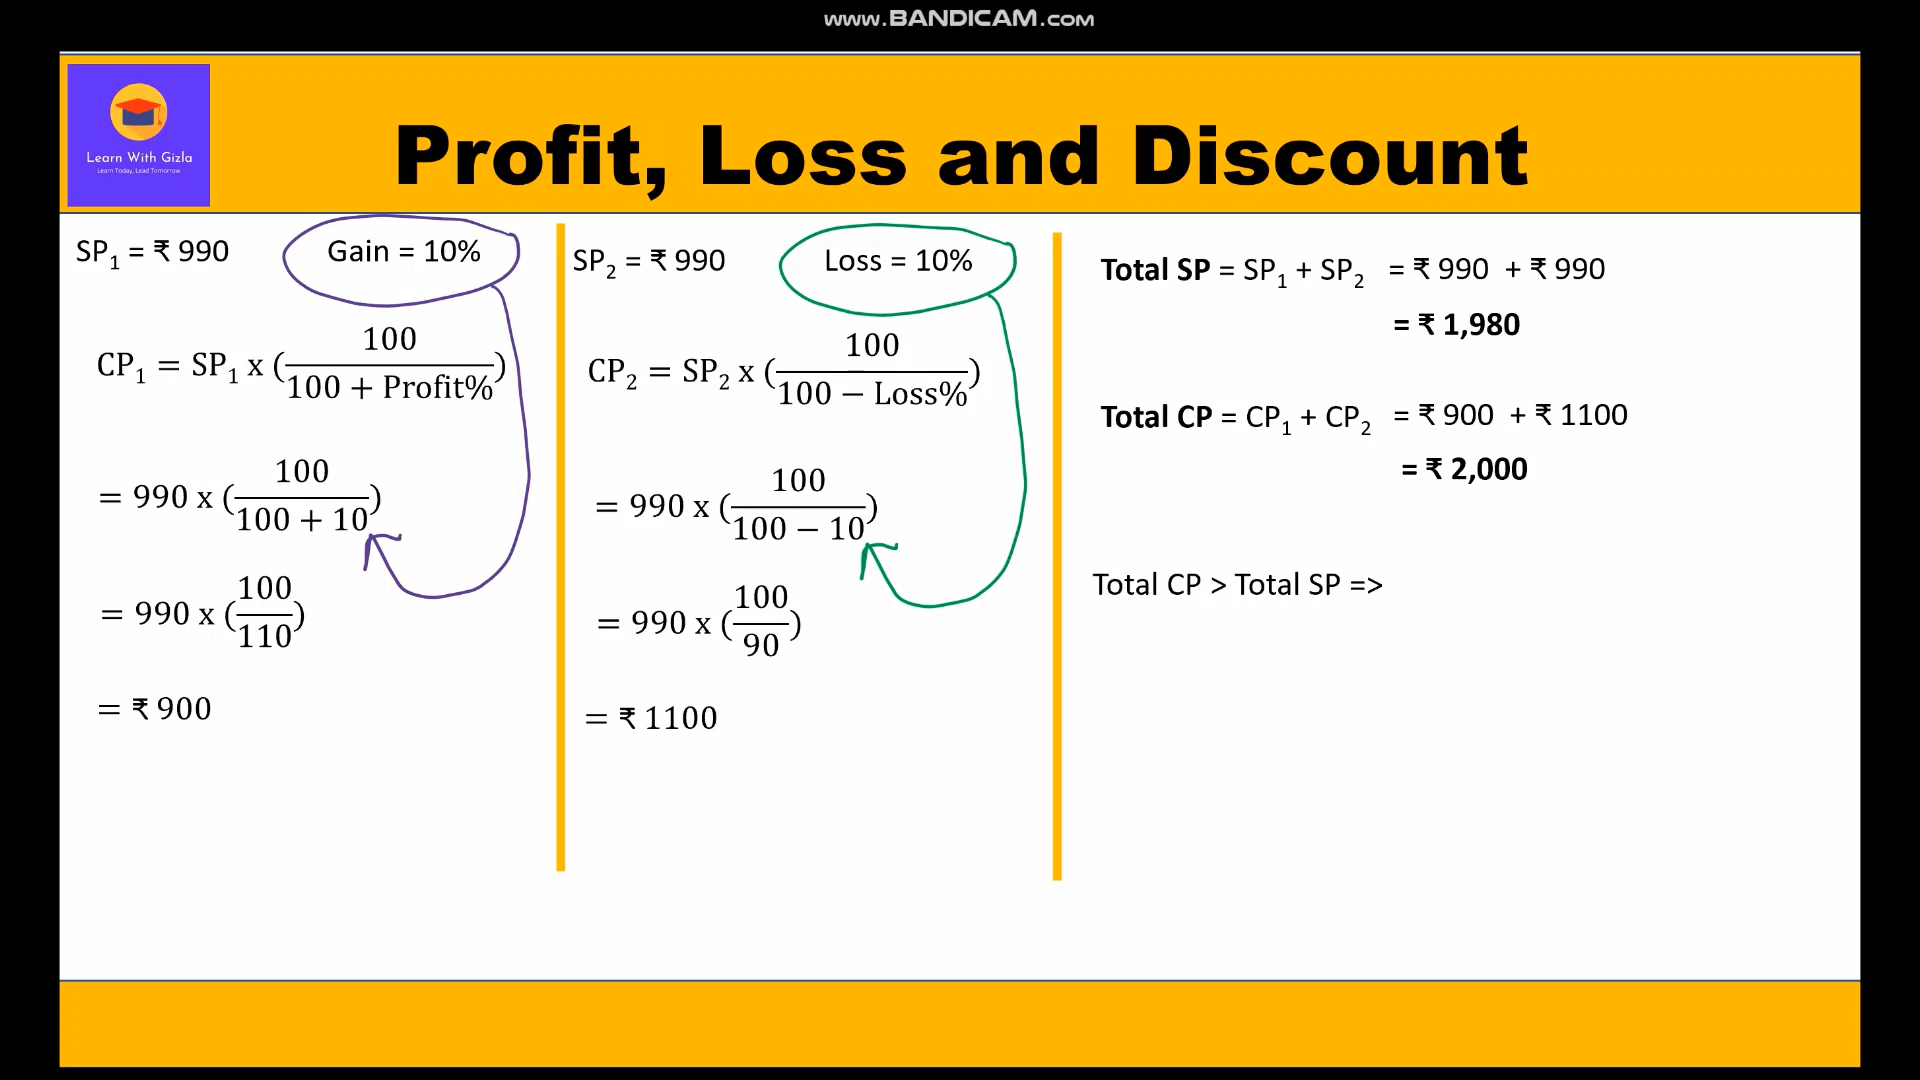 www.BANDICAM.com
Learn With Gizla
Learn Today, Lead Tomorrow
Profit, Loss and Discount
SP₁ = ₹ 990 Gain = 10%
CP₁ = SP₁ x (100 / 100 + Profit%)
= 990 x (100 / 100 + 10)
= 990 x (100 / 110)
= ₹ 900
SP₂ = ₹ 990 Loss = 10%
CP₂ = SP₂ x (100 / 100 − Loss%)
= 990 x (100 / 100 − 10)
= 990 x (100 / 90)
= ₹ 1100
Total SP = SP₁ + SP₂ = ₹ 990 + ₹ 990
= ₹ 1,980
Total CP = CP₁ + CP₂ = ₹ 900 + ₹ 1100
= ₹ 2,000
Total CP > Total SP =>